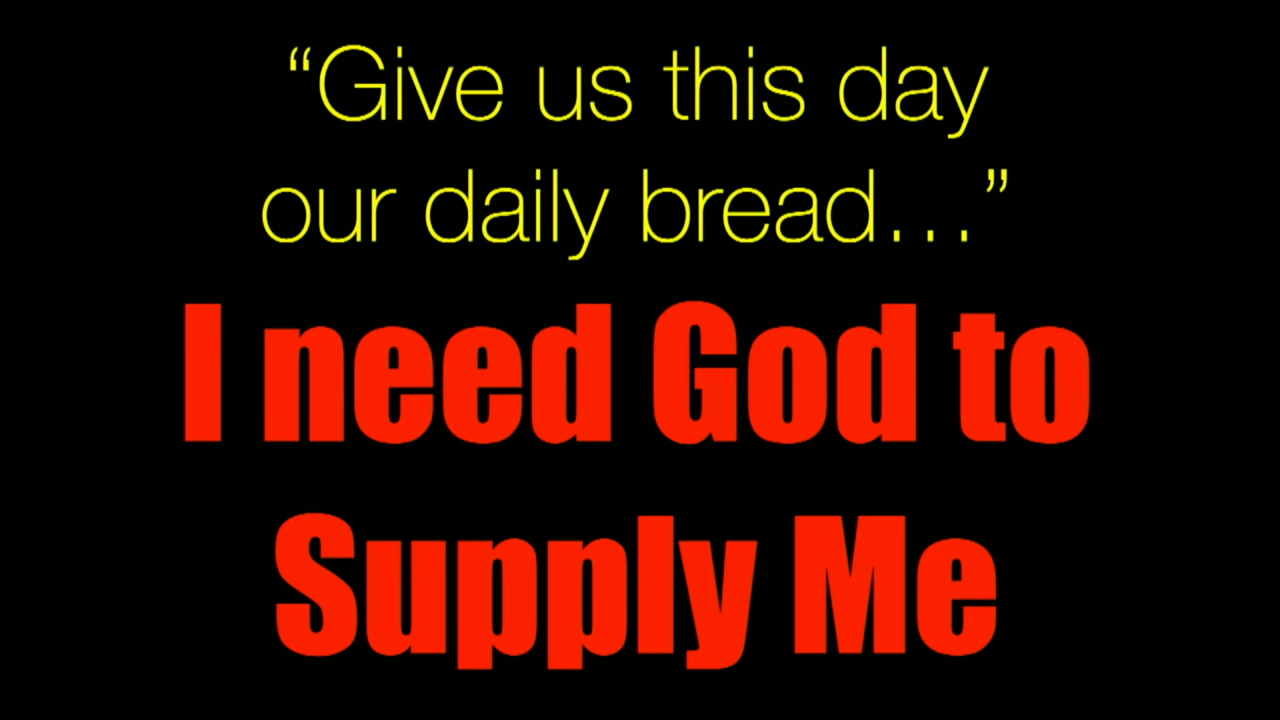 “Give us this day
our daily bread…”
I need God to
Supply Me